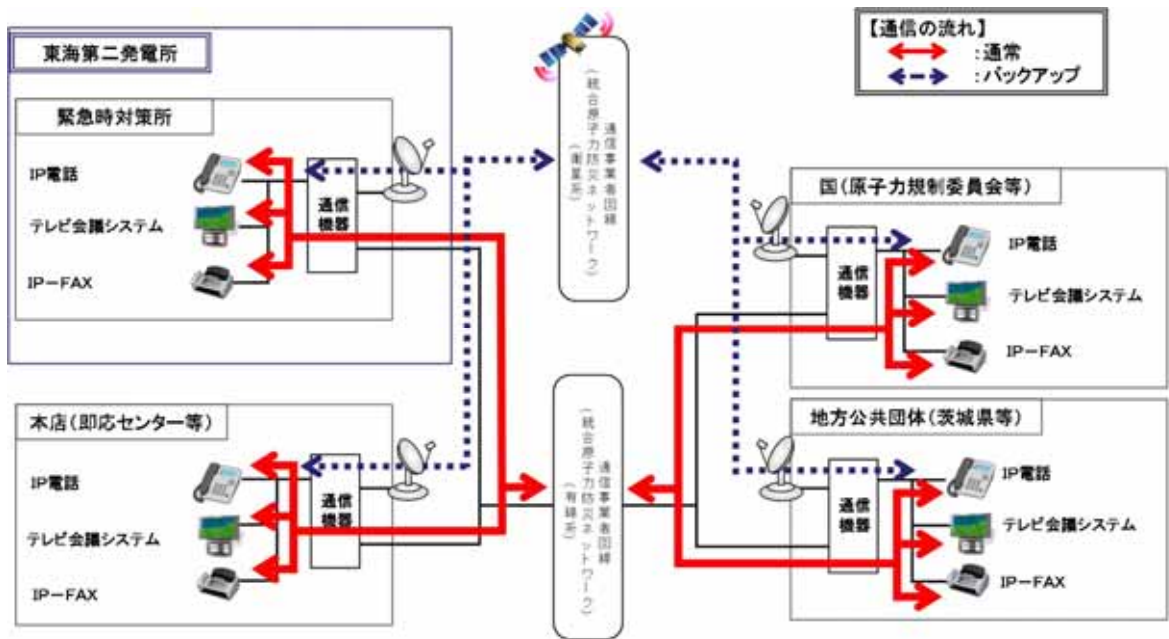 東海第二発電所
緊急時対策所
IP電話
テレビ会議システム
IP-FAX
通信
機器
本店(即応センター等)
IP電話
テレビ会議システム
IP-FAX
通信
機器
通信事業者回線
(統合原子力防災ネットワーク)
(衛星系)
通信事業者回線
(統合原子力防災ネットワーク)
(有線系)
【通信の流れ】
:通常
:バックアップ
国(原子力規制委員会等)
通信
機器
IP電話
テレビ会議システム
IP-FAX
地方公共団体(茨城県等)
通信
機器
IP電話
テレビ会議システム
IP-FAX